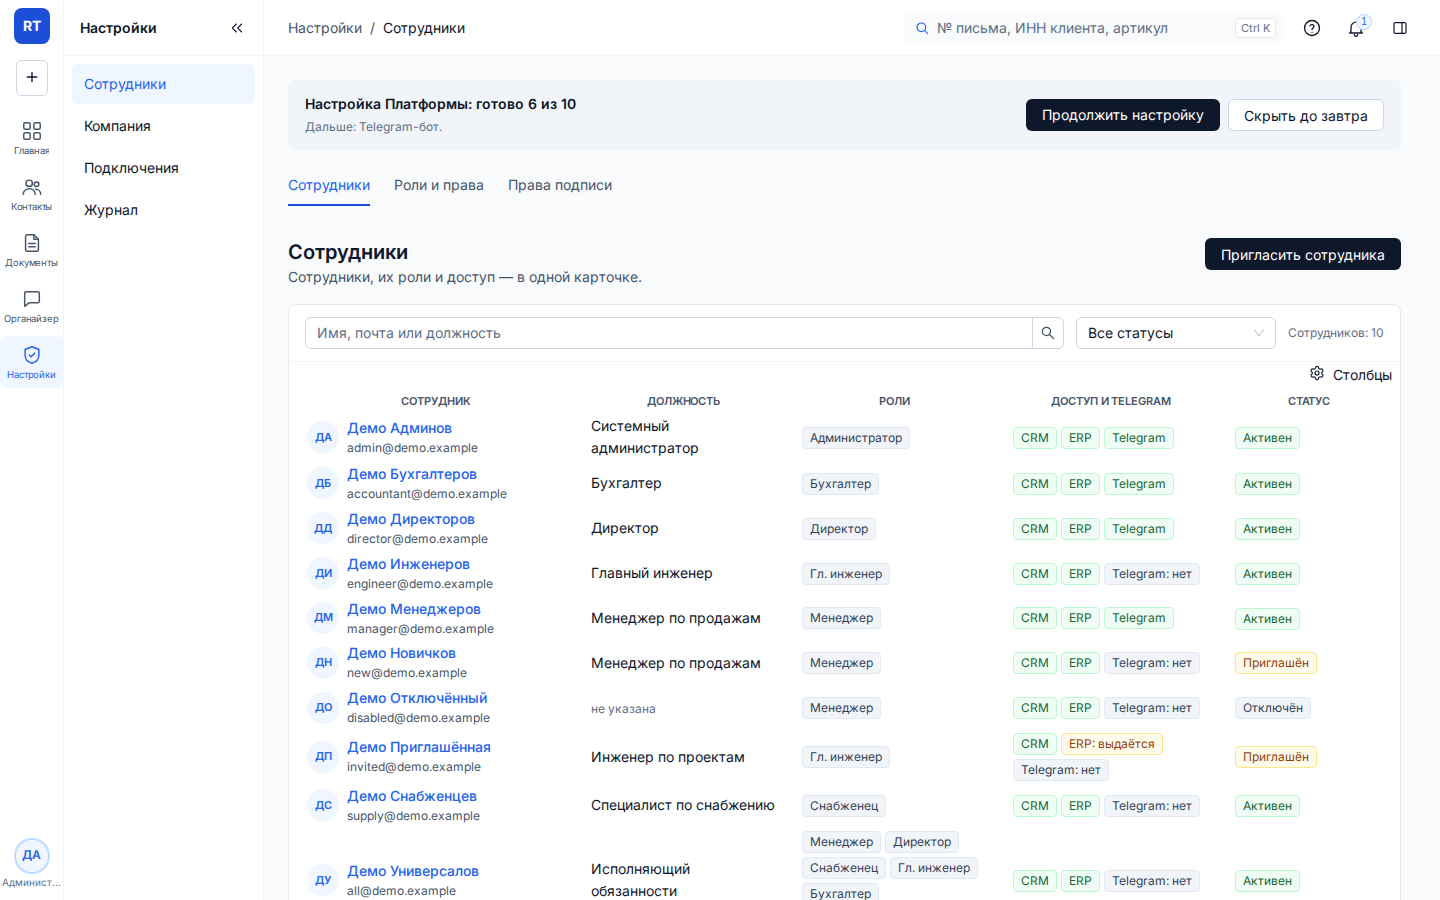 RT
Настройки
Настройки / Сотрудники
№ письма, ИНН клиента, артикул
Ctrl K
1
Главная
Контакты
Документы
Органайзер
Настройки
ДА
Админист...
Сотрудники
Компания
Подключения
Журнал
Настройка Платформы: готово 6 из 10
Дальше: Telegram-бот.
Продолжить настройку
Скрыть до завтра
Сотрудники
Роли и права
Права подписи
Сотрудники
Сотрудники, их роли и доступ — в одной карточке.
Пригласить сотрудника
Имя, почта или должность
Все статусы
Сотрудников: 10
Столбцы
СОТРУДНИК ДОЛЖНОСТЬ РОЛИ ДОСТУП И TELEGRAM СТАТУС
ДА Демо Админов
admin@demo.example
Системный
администратор
Администратор
CRM ERP Telegram
Активен
ДБ Демо Бухгалтеров
accountant@demo.example
Бухгалтер
Бухгалтер
CRM ERP Telegram
Активен
ДД Демо Директоров
director@demo.example
Директор
Директор
CRM ERP Telegram
Активен
ДИ Демо Инженеров
engineer@demo.example
Главный инженер
Гл. инженер
CRM ERP Telegram: нет
Активен
ДМ Демо Менеджеров
manager@demo.example
Менеджер по продажам
Менеджер
CRM ERP Telegram
Активен
ДН Демо Новичков
new@demo.example
Менеджер по продажам
Менеджер
CRM ERP Telegram: нет
Приглашён
ДО Демо Отключённый
disabled@demo.example
не указана
Менеджер
CRM ERP Telegram: нет
Отключён
ДП Демо Приглашённая
invited@demo.example
Инженер по проектам
Гл. инженер
CRM ERP: выдаётся
Telegram: нет
Приглашён
ДС Демо Снабженцев
supply@demo.example
Специалист по снабжению
Снабженец
CRM ERP Telegram: нет
Активен
ДУ Демо Универсалов
all@demo.example
Исполняющий
обязанности
Менеджер Директор
Снабженец Гл. инженер
Бухгалтер
CRM ERP Telegram: нет
Активен